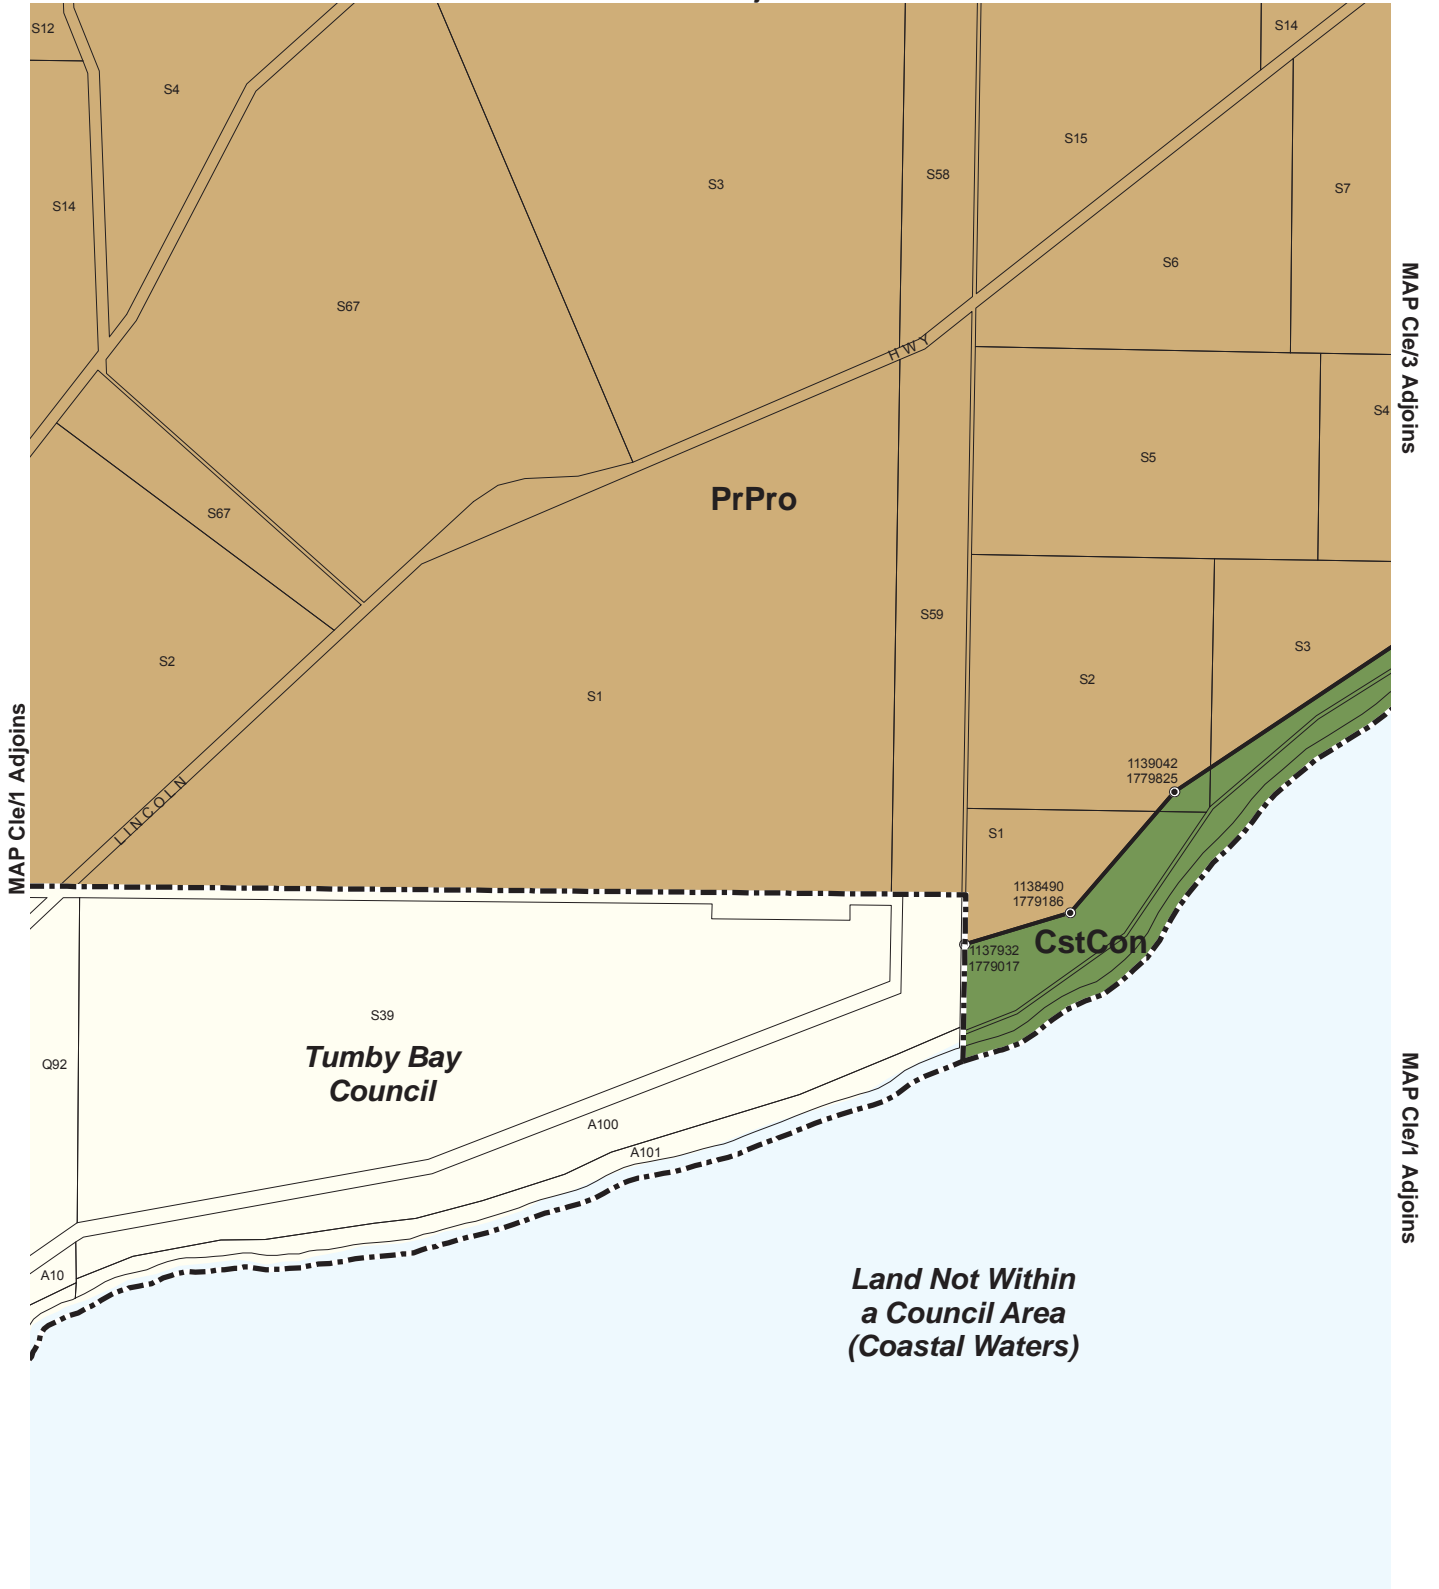 S12
S14
S4
S15
S58
S3
S7
S14
S6
S67
MAP Cle/3 Adjoins
HWY
S4
S5
PrPro
S67
S59
S3
S2
S2
S1
MAP Cle/1 Adjoins
1139042
1779825
LINCOLN
S1
1138490
1779186
CstCon
1137932
1779017
S39
Tumby Bay
Council
Q92
MAP Cle/1 Adjoins
A100
A101
A10
Land Not Within
a Council Area
(Coastal Waters)